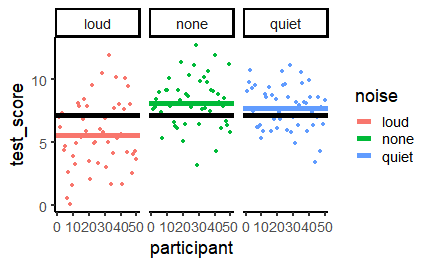 loud none quiet
test_score
10
5
0
0 1020304050 0 1020304050 0 1020304050
participant
noise
loud
none
quiet